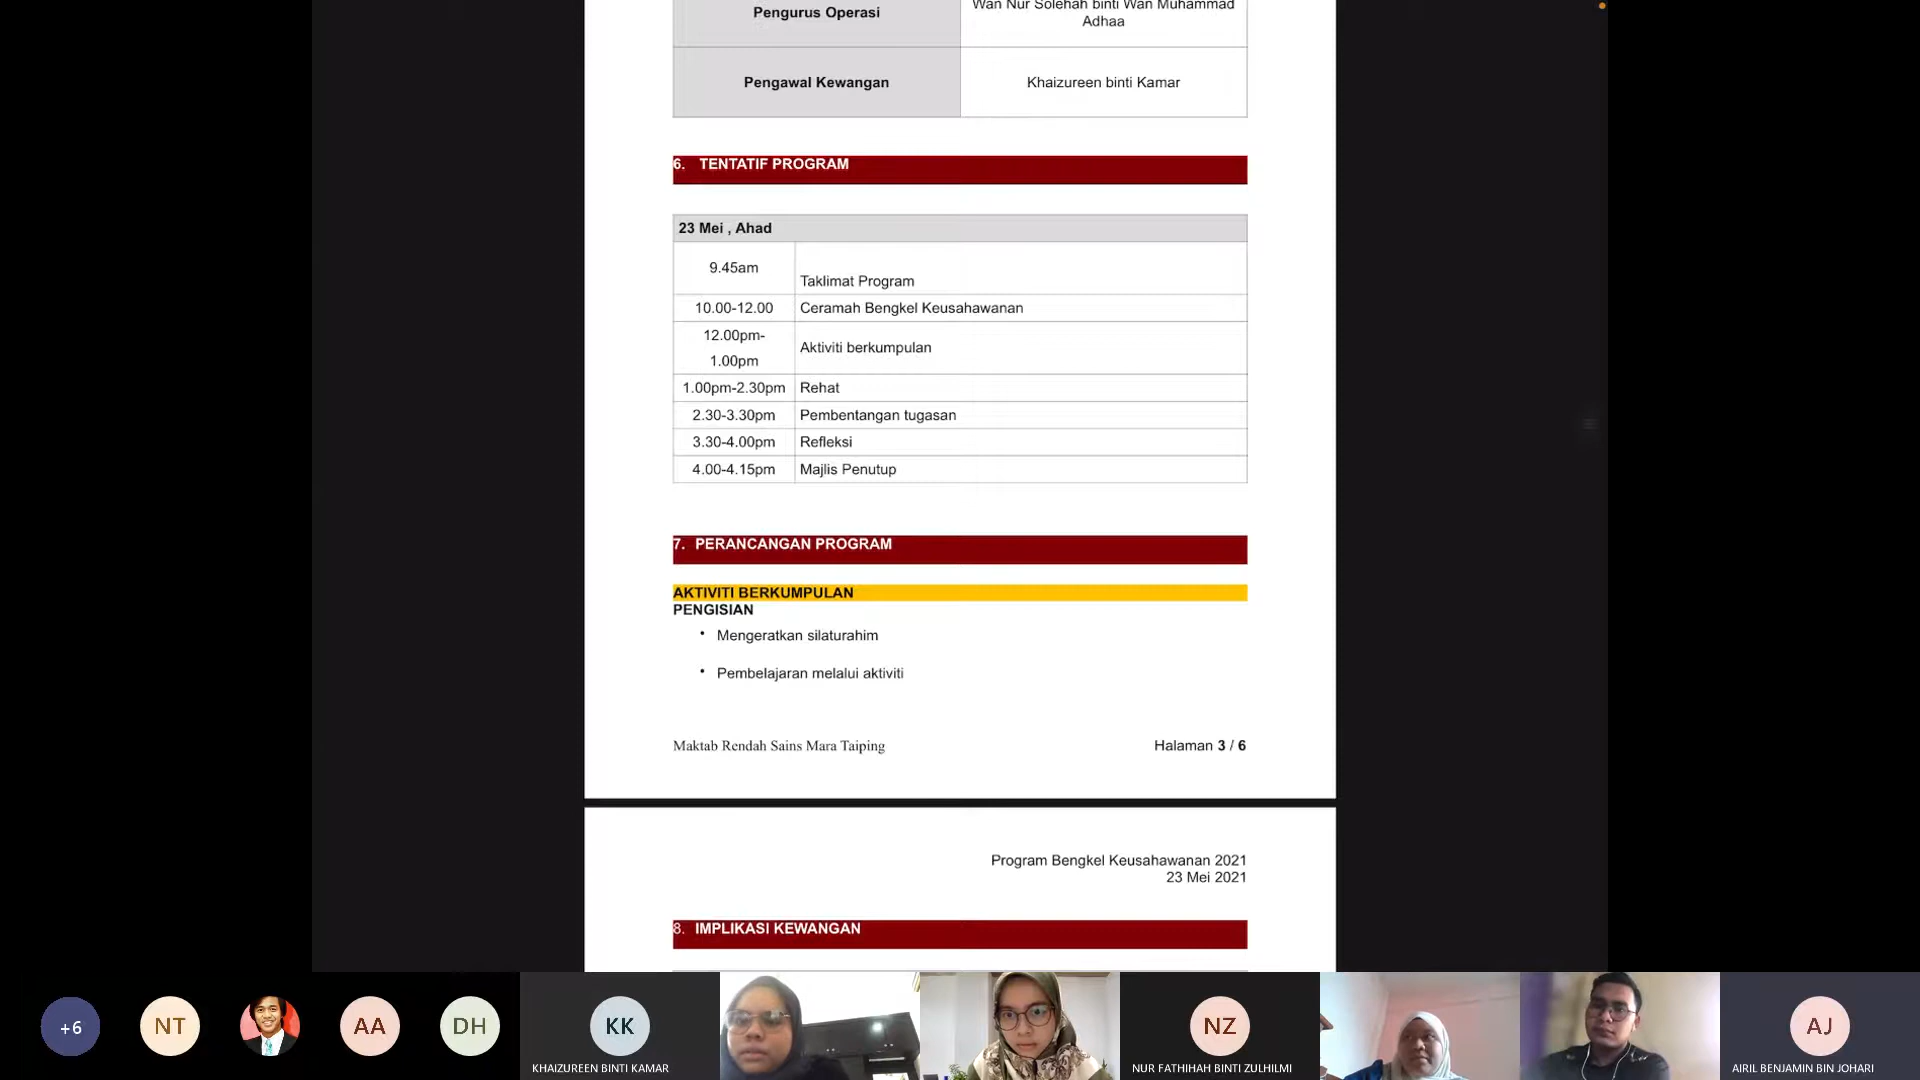 Pengurus Operasi
Wan Nur Solehah binti Wan Muhammad
Adhaa
Pengawal Kewangan
Khaizureen binti Kamar
6. TENTATIF PROGRAM
23 Mei , Ahad
9.45am
Taklimat Program
10.00-12.00
Ceramah Bengkel Keusahawanan
12.00pm-
1.00pm
Aktiviti berkumpulan
1.00pm-2.30pm
Rehat
2.30-3.30pm
Pembentangan tugasan
3.30-4.00pm
Refleksi
4.00-4.15pm
Majlis Penutup
7. PERANCANGAN PROGRAM
AKTIVITI BERKUMPULAN
PENGISIAN
• Mengeratkan silaturahim
• Pembelajaran melalui aktiviti
Maktab Rendah Sains Mara Taiping
Halaman 3 / 6
Program Bengkel Keusahawanan 2021
23 Mei 2021
8. IMPLIKASI KEWANGAN
+6
NT
AA
DH
KK
KHAIZUREEN BINTI KAMAR
NZ
NUR FATHIHAH BINTI ZULHILMI
AJ
AIRIL BENJAMIN BIN JOHARI